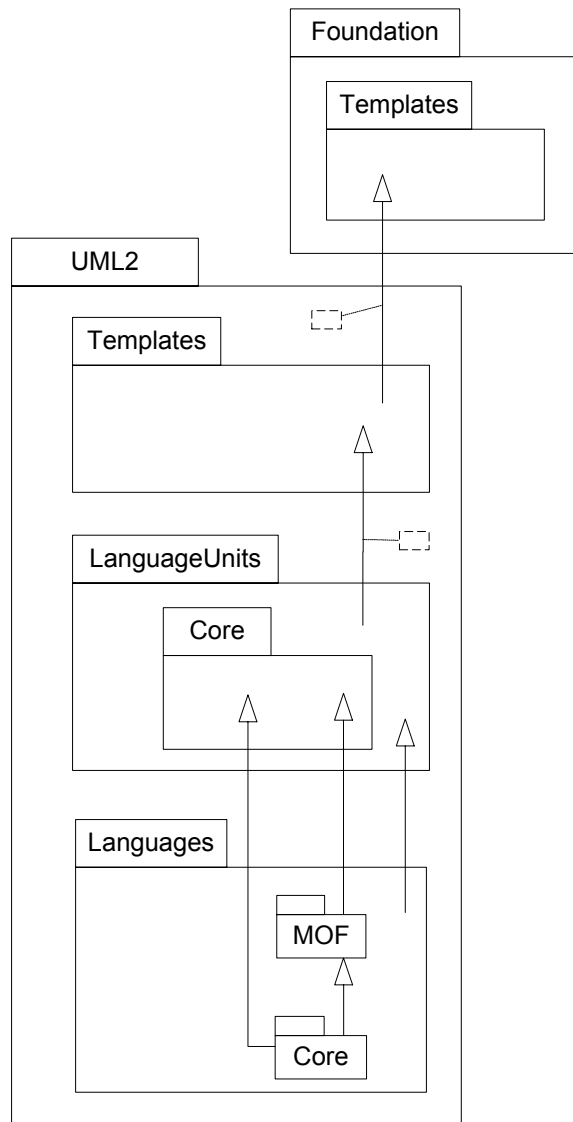 Foundation
Templates
UML2
Templates
LanguageUnits
Core
Languages
MOF
Core